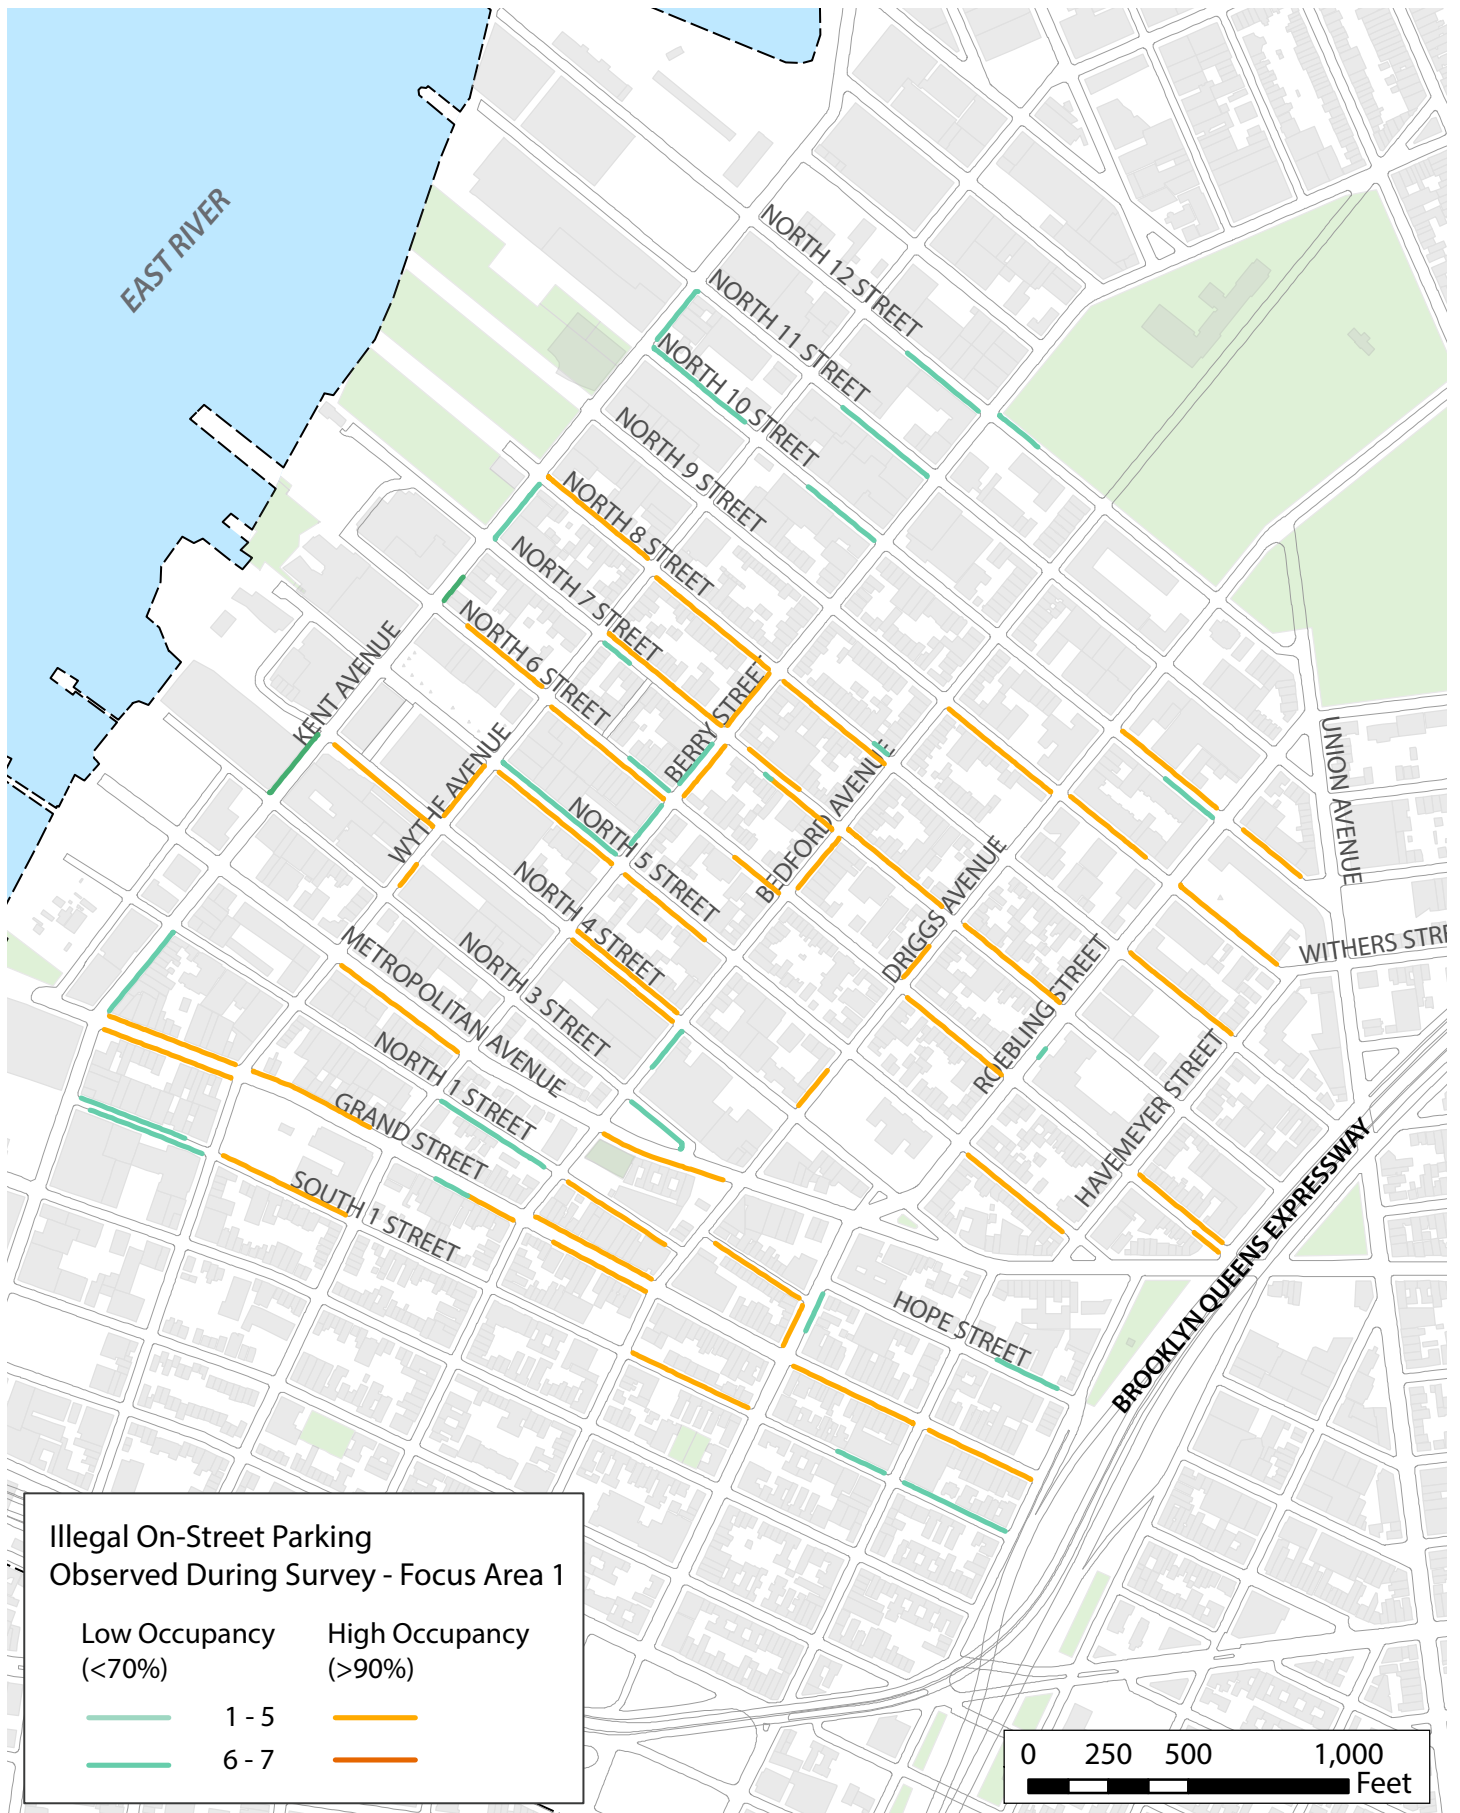 EAST RIVER
NORTH 12 STREET
NORTH 11 STREET
NORTH 10 STREET
NORTH 9 STREET
NORTH 8 STREET
NORTH 7 STREET
NORTH 6 STREET
KENT AVENUE
BERRY STREET
WYTHE AVENUE
UNION AVENUE
BEDFORD AVENUE
NORTH 5 STREET
DRIGGS AVENUE
NORTH 4 STREET
WITHERS STRE
METROPOLITAN AVENUE
NORTH 3 STREET
ROEBLING STREET
NORTH 1 STREET
HAVEMEYER STREET
GRAND STREET
SOUTH 1 STREET
BROOKLYN QUEENS EXPRESSWAY
HOPE STREET
Illegal On-Street Parking
Observed During Survey - Focus Area 1
Low Occupancy High Occupancy
(<70%) (>90%)
1 - 5
6 - 7
0 250 500 1,000
Feet